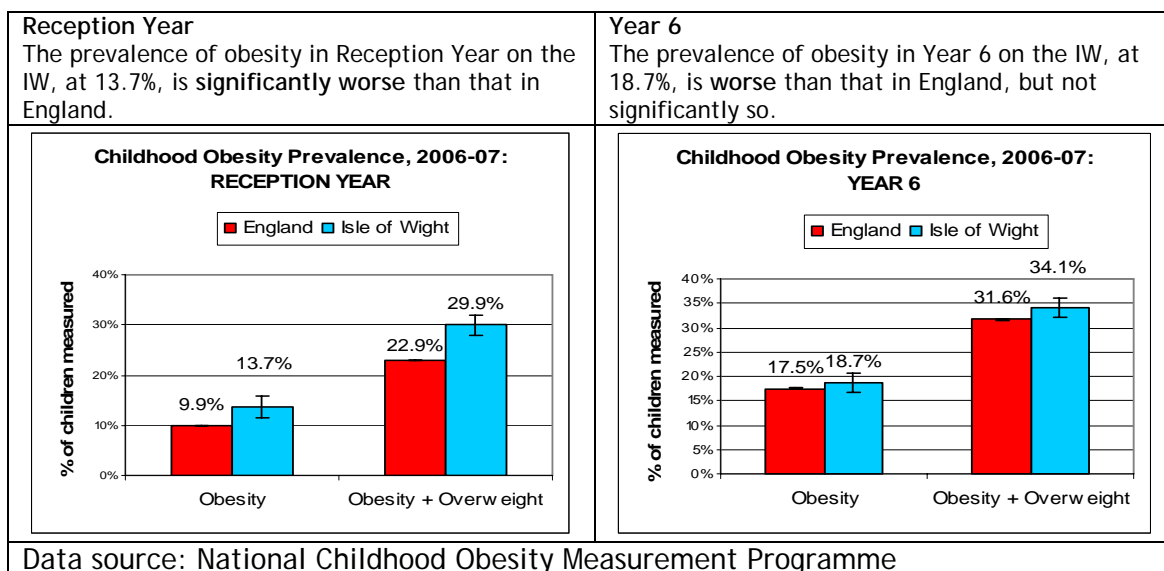 Reception Year
The prevalence of obesity in Reception Year on the
IW, at 13.7%, is significantly worse than that in
England.
Year 6
The prevalence of obesity in Year 6 on the IW, at
18.7%, is worse than that in England, but not
significantly so.
Childhood Obesity Prevalence, 2006-07:
RECEPTION YEAR
England Isle of Wight
% of children measured
40%
30%
20%
10%
0%
9.9%
13.7%
22.9%
29.9%
Obesity
Obesity + Overweight
Childhood Obesity Prevalence, 2006-07:
YEAR 6
England Isle of Wight
% of children measured
40%
35%
30%
25%
20%
15%
10%
5%
0%
17.5%
18.7%
31.6%
34.1%
Obesity
Obesity + Overweight
Data source: National Childhood Obesity Measurement Programme